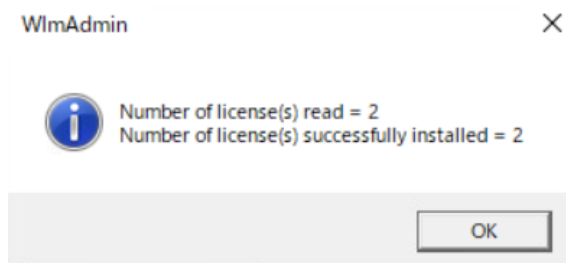 WlmAdmin
Number of license(s) read = 2
Number of license(s) successfully installed = 2
OK